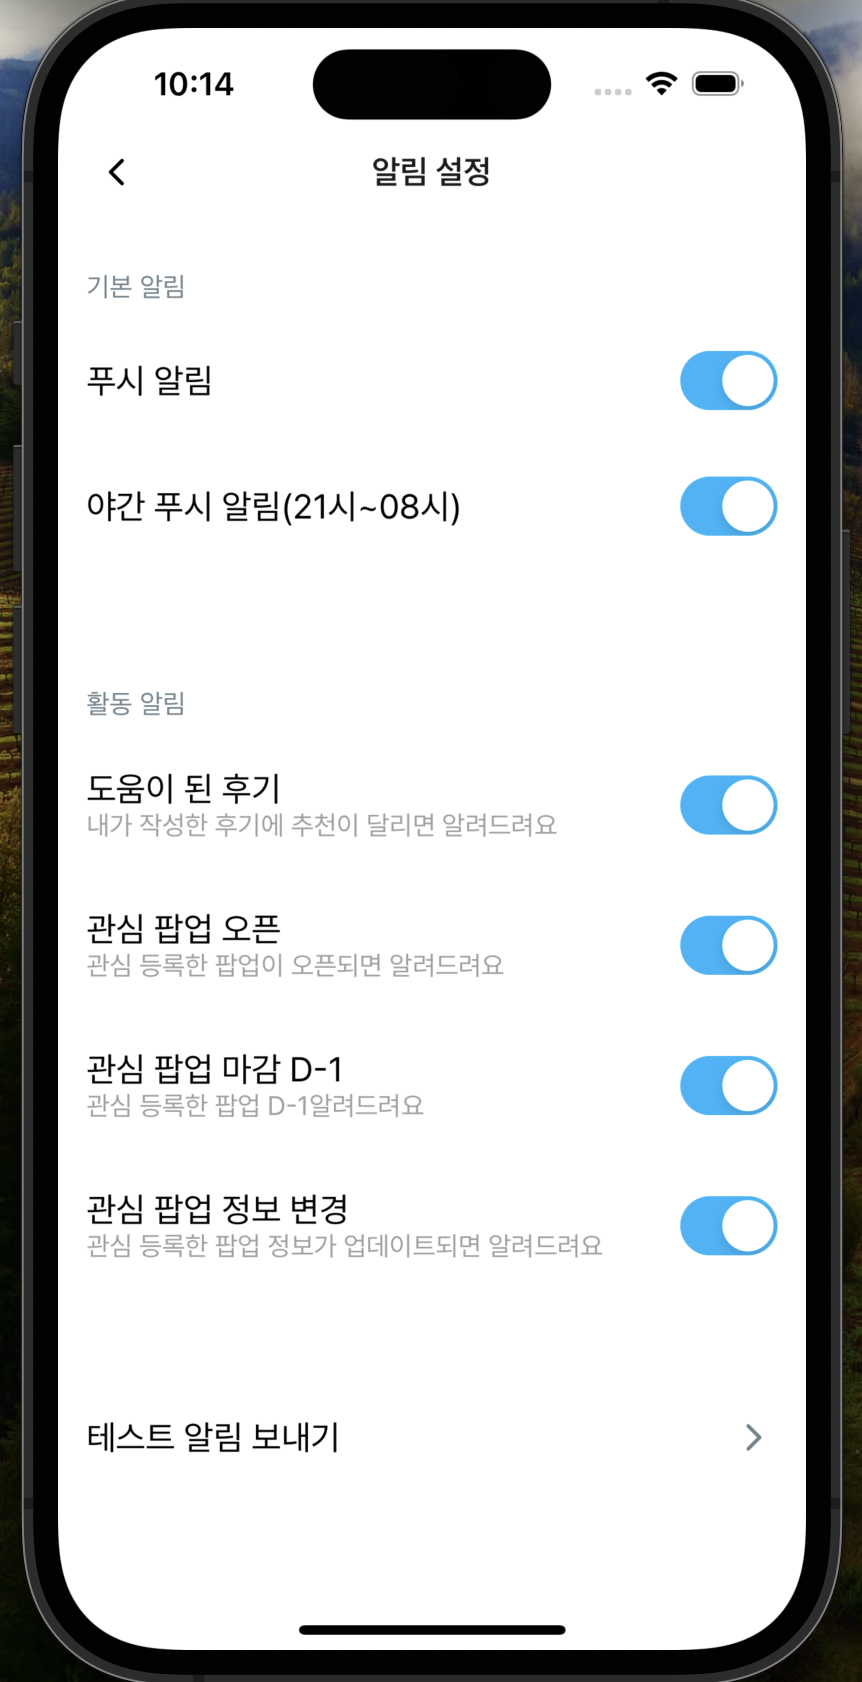 10:14
알림 설정
기본 알림
푸시 알림
야간 푸시 알림(21시~08시)
활동 알림
도움이 된 후기
내가 작성한 후기에 추천이 달리면 알려드려요
관심 팝업 오픈
관심 등록한 팝업이 오픈되면 알려드려요
관심 팝업 마감 D-1
관심 등록한 팝업 D-1알려드려요
관심 팝업 정보 변경
관심 등록한 팝업 정보가 업데이트되면 알려드려요
테스트 알림 보내기